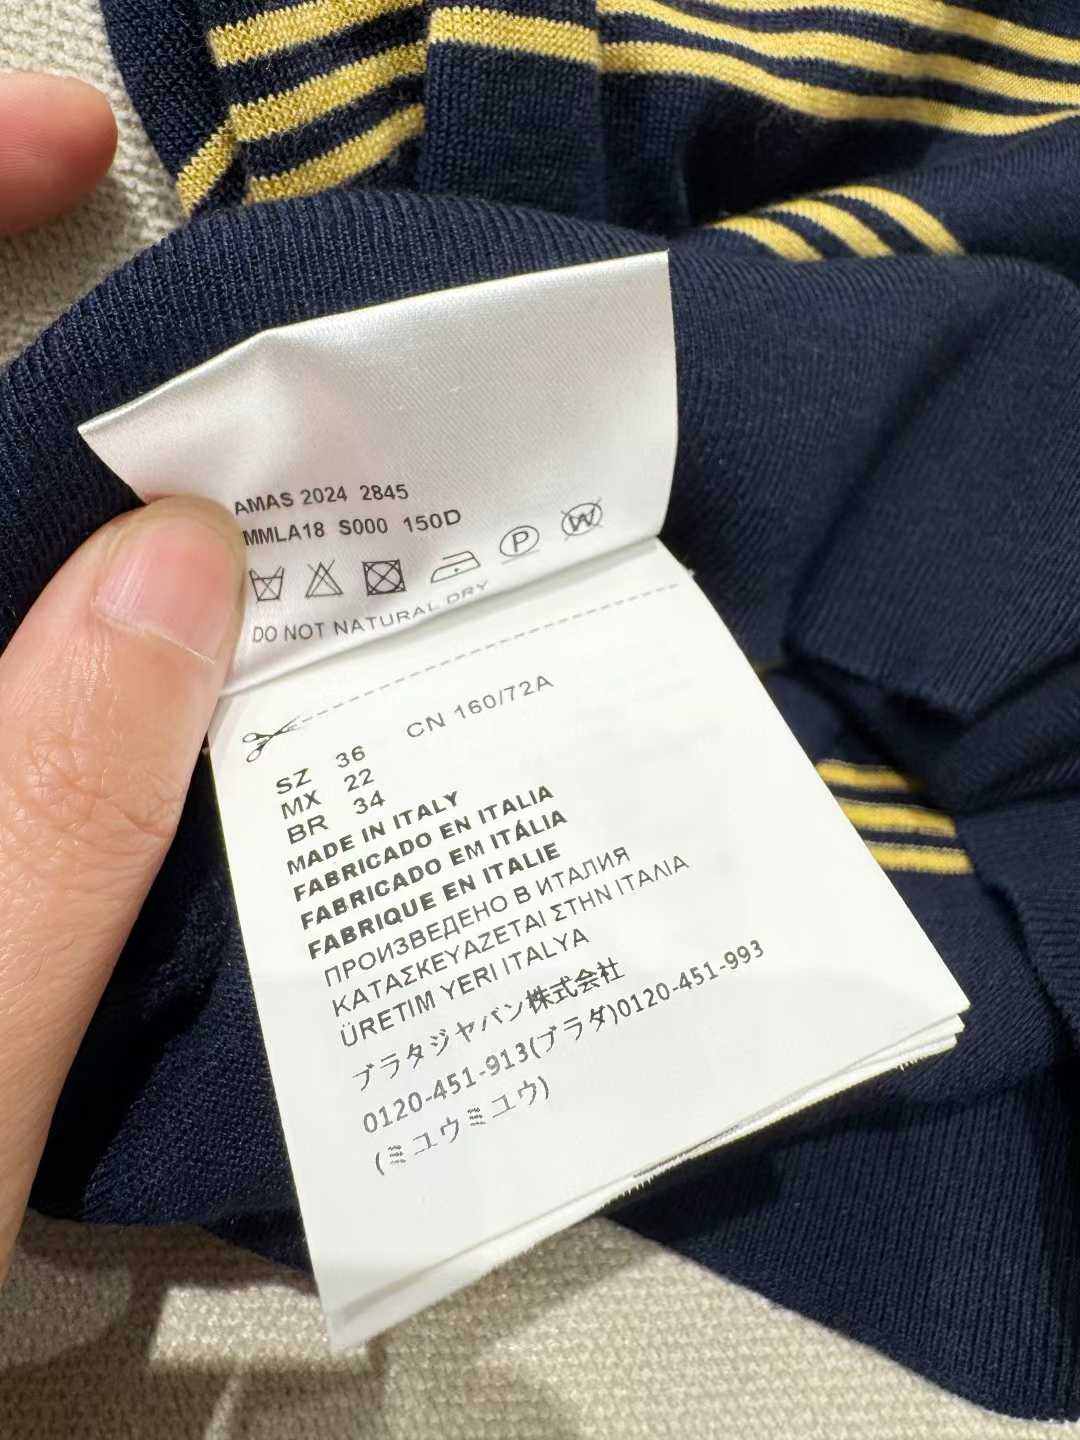 AMAS 2024 2845
MMLA18 S000 150D
P W
DO NOT NATURAL DRY
CN 160/72A
SZ 36
MX 22
BR 34
MADE IN ITALY
FABRICADO EN ITALIA
FABRICADO EM ITÁLIA
FABRIQUE EN ITALIE
ПРОИЗВЕДЕНО В ИТАЛИЯ
ΚΑΤΑΣΚΕΥΑΖΕΤΑΙ ΣΤΗΝ ΙΤΑΛΙΑ
ÜRETIM YERI ITALYA
ブラダジャパン株式会社
0120-451-913(ブラダ)0120-451-993
(ミュウミュウ)